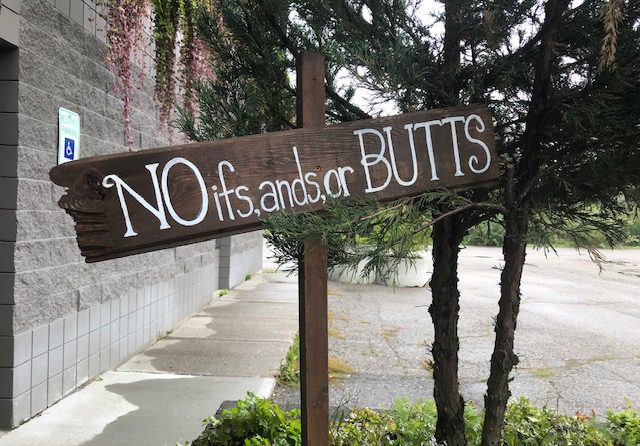 NO ifs, ands, or BUTTS